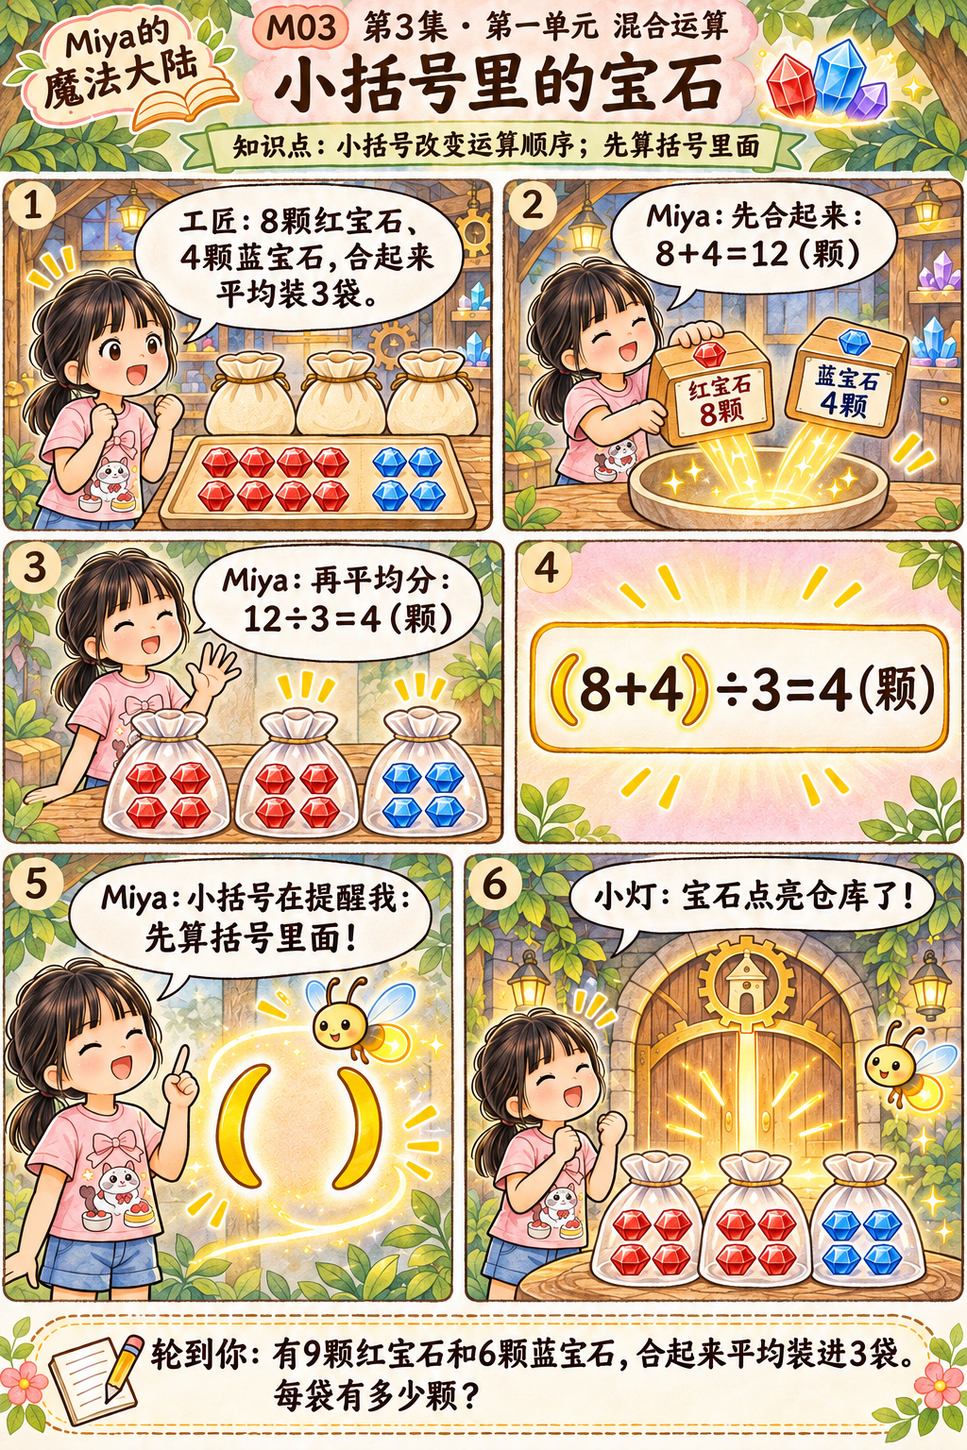 Miya的
魔法大陆
M03 第3集·第一单元 混合运算
小括号里的宝石
知识点：小括号改变运算顺序；先算括号里面
1
工匠：8颗红宝石、
4颗蓝宝石，合起来
平均装3袋。
2
Miya：先合起来：
8+4=12（颗）
红宝石
8颗
蓝宝石
4颗
3
Miya：再平均分：
12÷3=4（颗）
4
(8+4)÷3=4(颗)
5
Miya：小括号在提醒我：
先算括号里面！
( )
6
小灯：宝石点亮仓库了！
轮到你：有9颗红宝石和6颗蓝宝石，合起来平均装进3袋。
每袋有多少颗？